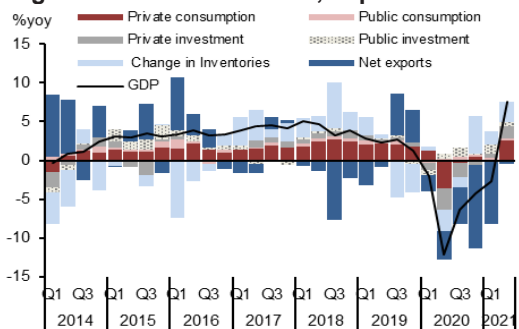 %yoy
Private consumption
Public consumption
Private investment
Public investment
Change in Inventories
Net exports
GDP
15
10
5
0
-5
-10
-15
Q1 Q3 Q1 Q3 Q1 Q3 Q1 Q3 Q1 Q3 Q1 Q3 Q1 Q3 Q1
2014 2015 2016 2017 2018 2019 2020 2021